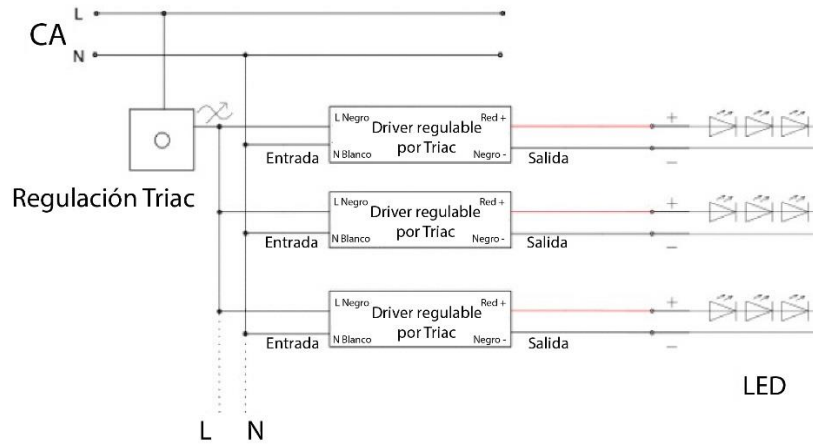 L
CA
N
L Negro
Red +
Driver regulable
por Triac
Entrada
N Blanco
Negro -
Salida
+
−
Regulación Triac
L Negro
Red +
Driver regulable
por Triac
Entrada
N Blanco
Negro -
Salida
+
−
L Negro
Red +
Driver regulable
por Triac
Entrada
N Blanco
Negro -
Salida
+
−
LED
L N